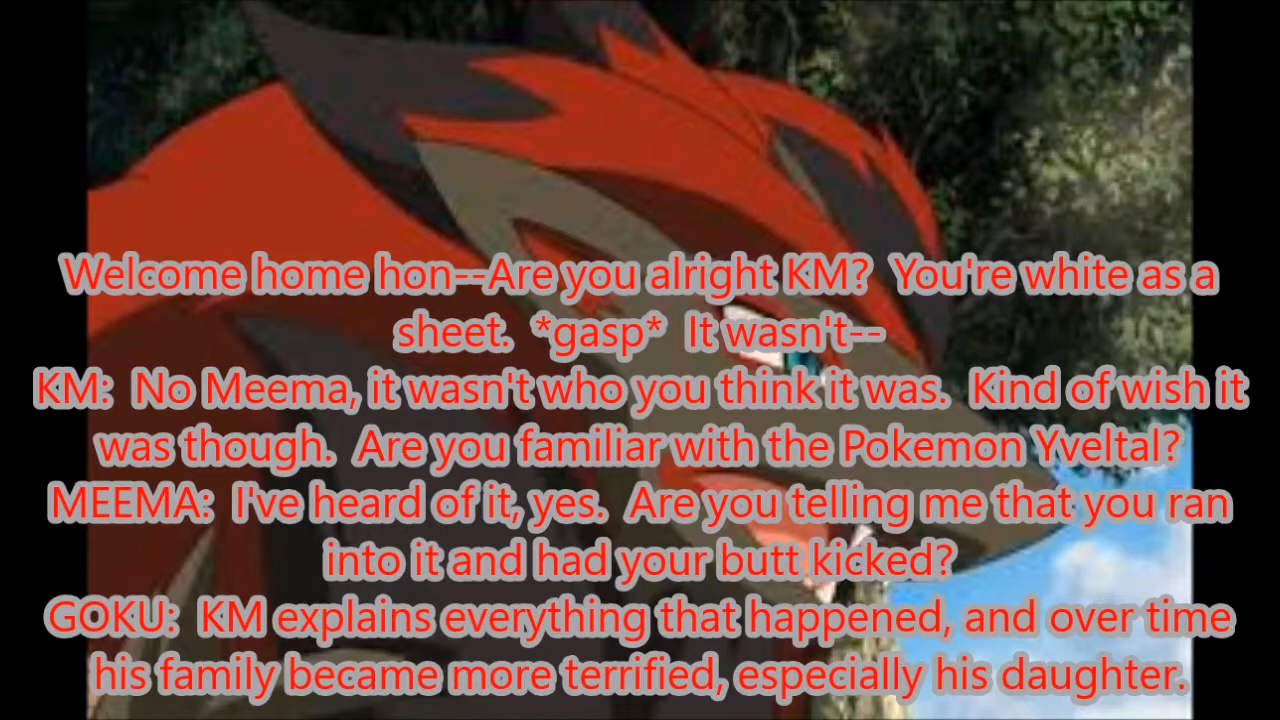 Welcome home hon--Are you alright KM?  You're white as a
sheet.  *gasp*  It wasn't--
KM:  No Meema, it wasn't who you think it was.  Kind of wish it
was though.  Are you familiar with the Pokemon Yveltal?
MEEMA:  I've heard of it, yes.  Are you telling me that you ran
into it and had your butt kicked?
GOKU:  KM explains everything that happened, and over time
his family became more terrified, especially his daughter.